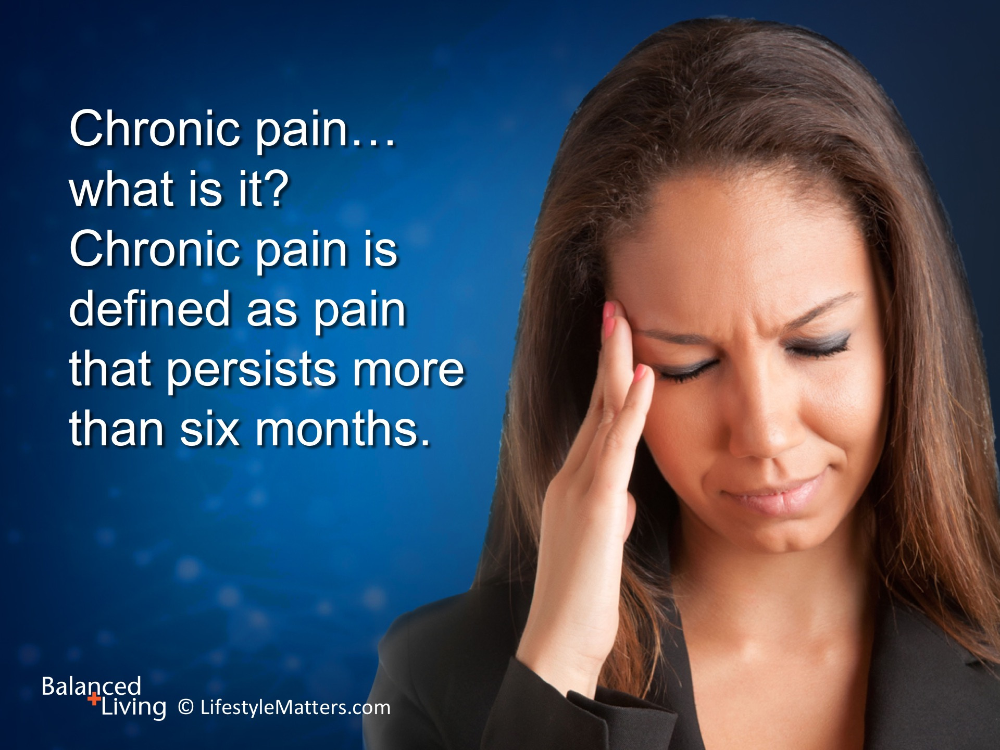 Chronic pain…
what is it?
Chronic pain is
defined as pain
that persists more
than six months.
Balanced
Living © LifestyleMatters.com